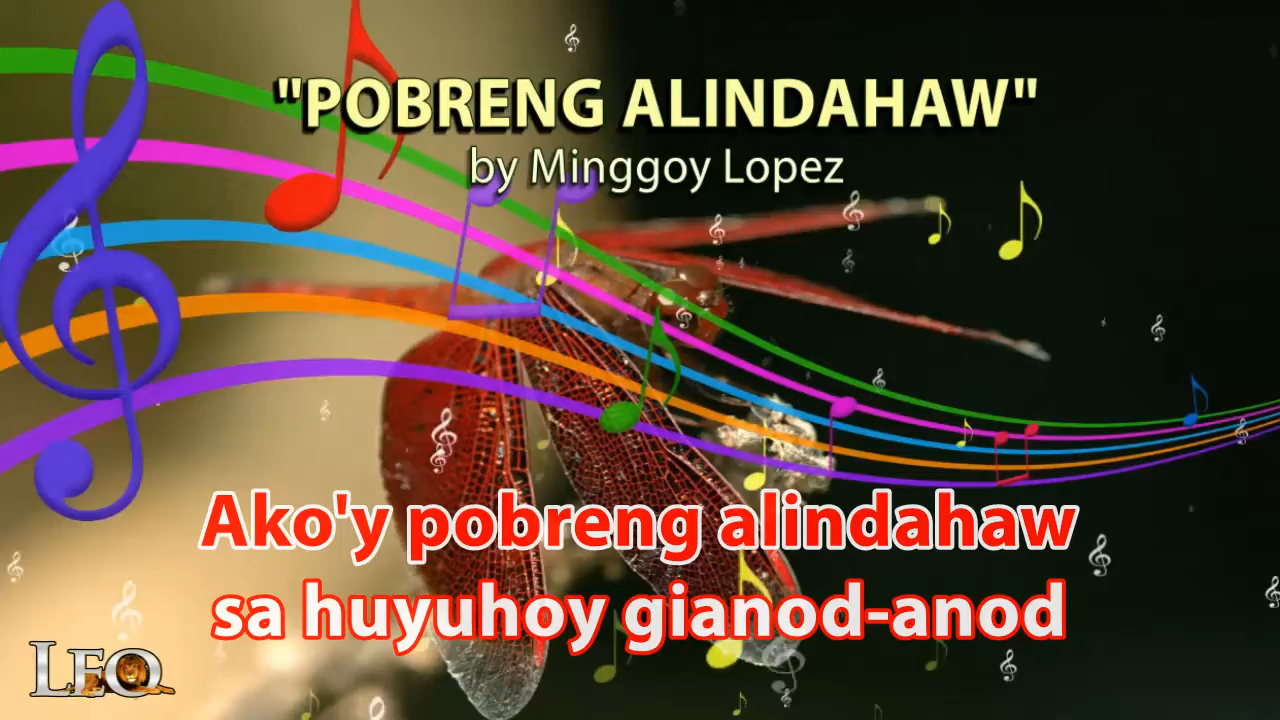 "POBRENG ALINDAHAW"
by Minggoy Lopez
Ako'y pobreng alindahaw
sa huyuhoy gianod-anod
LEO